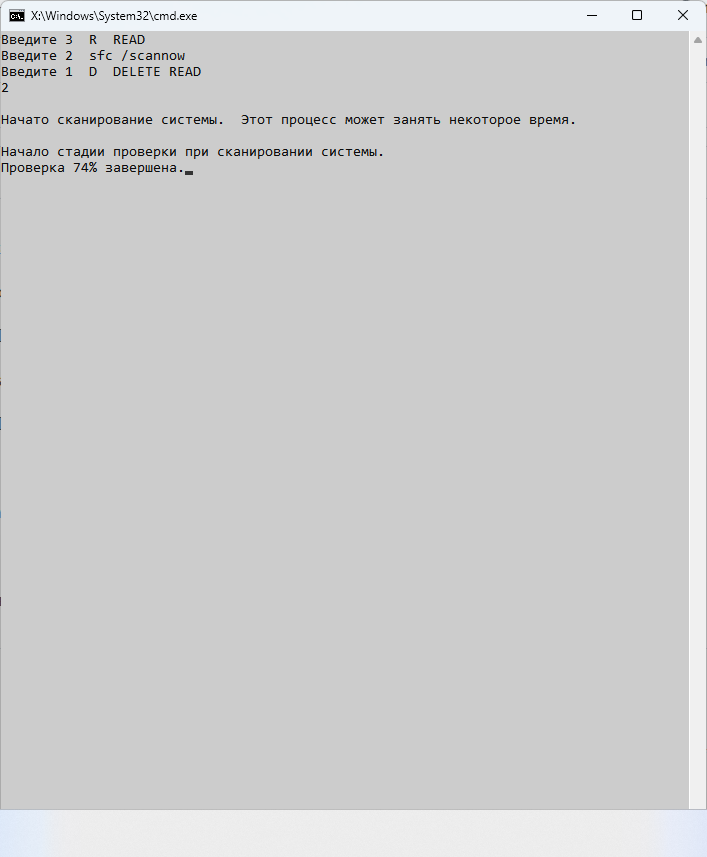 X:\Windows\System32\cmd.exe
Введите 3  R  READ
Введите 2  sfc /scannow
Введите 1  D  DELETE READ
2
Начато сканирование системы.  Этот процесс может занять некоторое время.
Начало стадии проверки при сканировании системы.
Проверка 74% завершена.